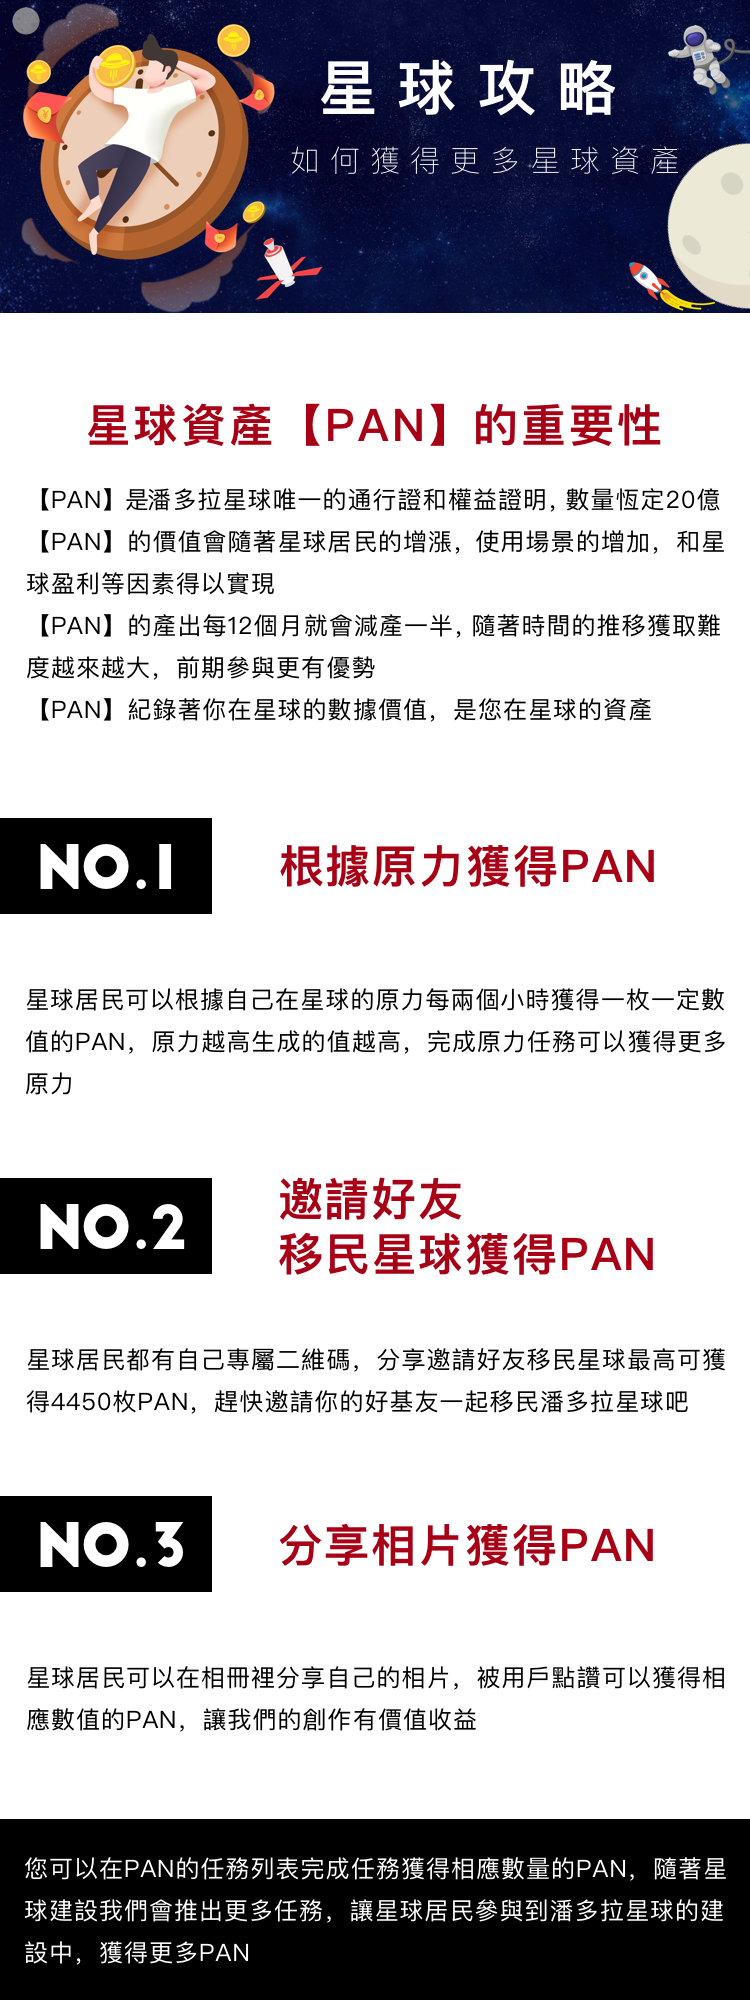 星球攻略
如何獲得更多星球資產
星球資產【PAN】的重要性
【PAN】是潘多拉星球唯一的通行證和權益證明, 數量恆定20億
【PAN】的價值會隨著星球居民的增漲，使用場景的增加，和星
球盈利等因素得以實現
【PAN】的產出每12個月就會減產一半, 隨著時間的推移獲取難
度越來越大，前期參與更有優勢
【PAN】紀錄著你在星球的數據價值，是您在星球的資產
NO.1
根據原力獲得PAN
星球居民可以根據自己在星球的原力每兩個小時獲得一枚一定數
值的PAN，原力越高生成的值越高，完成原力任務可以獲得更多
原力
NO.2
邀請好友
移民星球獲得PAN
星球居民都有自己專屬二維碼，分享邀請好友移民星球最高可獲
得4450枚PAN，趕快邀請你的好基友一起移民潘多拉星球吧
NO.3
分享相片獲得PAN
星球居民可以在相冊裡分享自己的相片，被用戶點讚可以獲得相
應數值的PAN，讓我們的創作有價值收益
您可以在PAN的任務列表完成任務獲得相應數量的PAN，隨著星
球建設我們會推出更多任務，讓星球居民參與到潘多拉星球的建
設中，獲得更多PAN